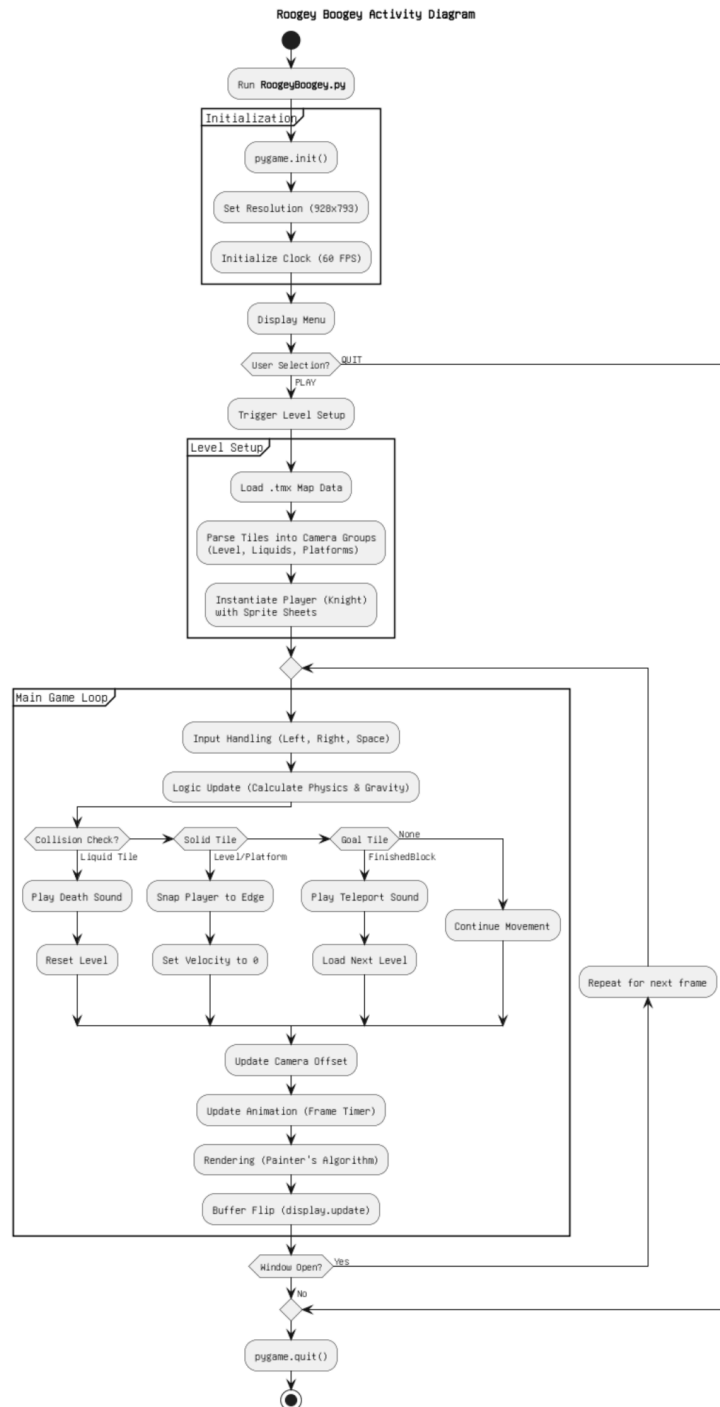 Roogey Boogey Activity Diagram
Run RoogeyBoogey.py
Initialization
pygame.init()
Set Resolution (928x793)
Initialize Clock (60 FPS)
Display Menu
User Selection?
QUIT
PLAY
Trigger Level Setup
Level Setup
Load .tmx Map Data
Parse Tiles into Camera Groups
(Level, Liquids, Platforms)
Instantiate Player (Knight)
with Sprite Sheets
Main Game Loop
Input Handling (Left, Right, Space)
Logic Update (Calculate Physics & Gravity)
Collision Check?
Liquid Tile
Play Death Sound
Reset Level
Solid Tile
Level/Platform
Snap Player to Edge
Set Velocity to 0
Goal Tile
FinishedBlock
Play Teleport Sound
Load Next Level
None
Continue Movement
Update Camera Offset
Update Animation (Frame Timer)
Rendering (Painter's Algorithm)
Buffer Flip (display.update)
Window Open?
Yes
Repeat for next frame
No
pygame.quit()